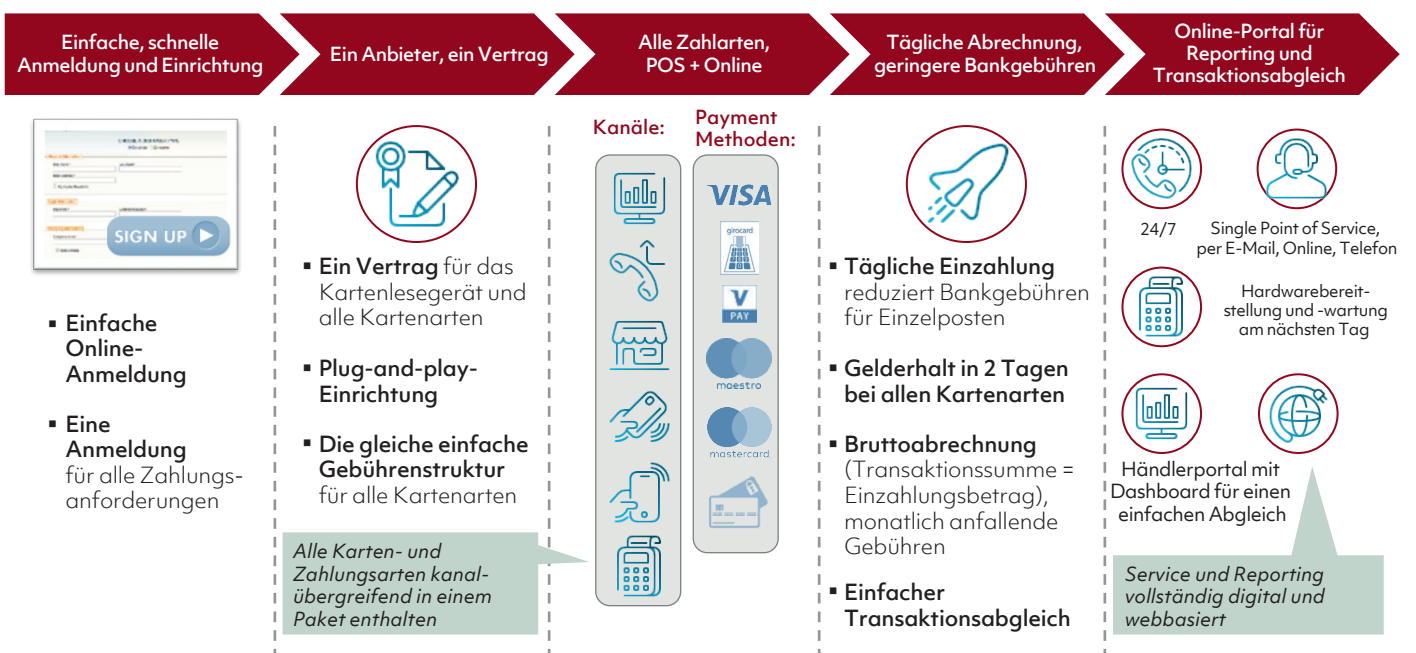 Einfache, schnelle
Anmeldung und Einrichtung
Ein Anbieter, ein Vertrag
Alle Zahlarten,
POS + Online
Tägliche Abrechnung,
geringere Bankgebühren
Online-Portal für
Reporting und
Transaktionsabgleich
SIGN UP
▪ Einfache
Online-
Anmeldung
▪ Eine
Anmeldung
für alle Zahlungs-
anforderungen
▪ Ein Vertrag für das
Kartenlesegerät und
alle Kartenarten
▪ Plug-and-play-
Einrichtung
▪ Die gleiche einfache
Gebührenstruktur
für alle Kartenarten
Alle Karten- und
Zahlungsarten kanal-
übergreifend in einem
Paket enthalten
Kanäle:
Payment
Methoden:
VISA
girocard
V
PAY
maestro
mastercard
▪ Tägliche Einzahlung
reduziert Bankgebühren
für Einzelposten
▪ Gelderhalt in 2 Tagen
bei allen Kartenarten
▪ Bruttoabrechnung
(Transaktionssumme =
Einzahlungsbetrag),
monatlich anfallende
Gebühren
▪ Einfacher
Transaktionsabgleich
24/7
Single Point of Service,
per E-Mail, Online, Telefon
Hardwarebereit-
stellung und -wartung
am nächsten Tag
Händlerportal mit
Dashboard für einen
einfachen Abgleich
Service und Reporting
vollständig digital und
webbasiert